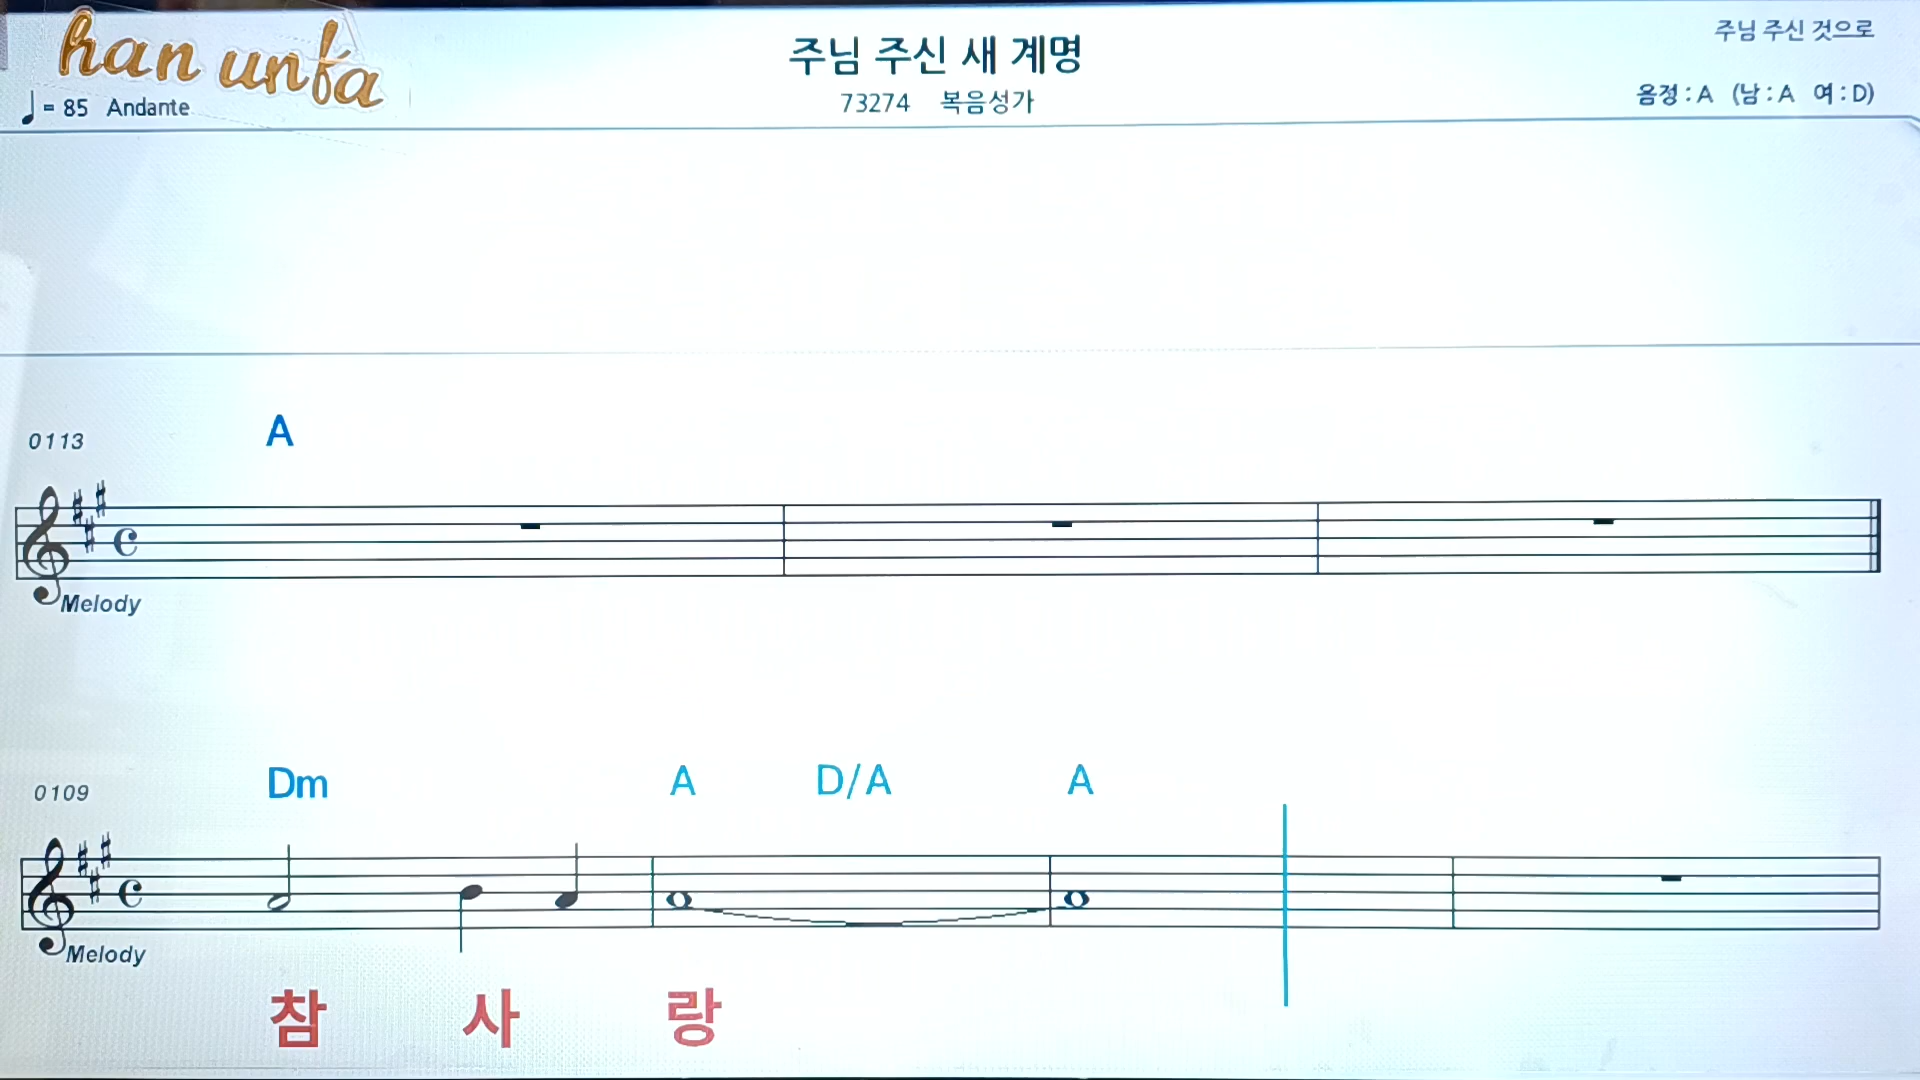 han unfa
주님 주신 새 계명
주님 주신 것으로
♩= 85 Andante
73274 복음성가
음정 : A (남 : A 여 : D)
0113
A
Melody
0109
Dm A D/A A
Melody
참 사 랑